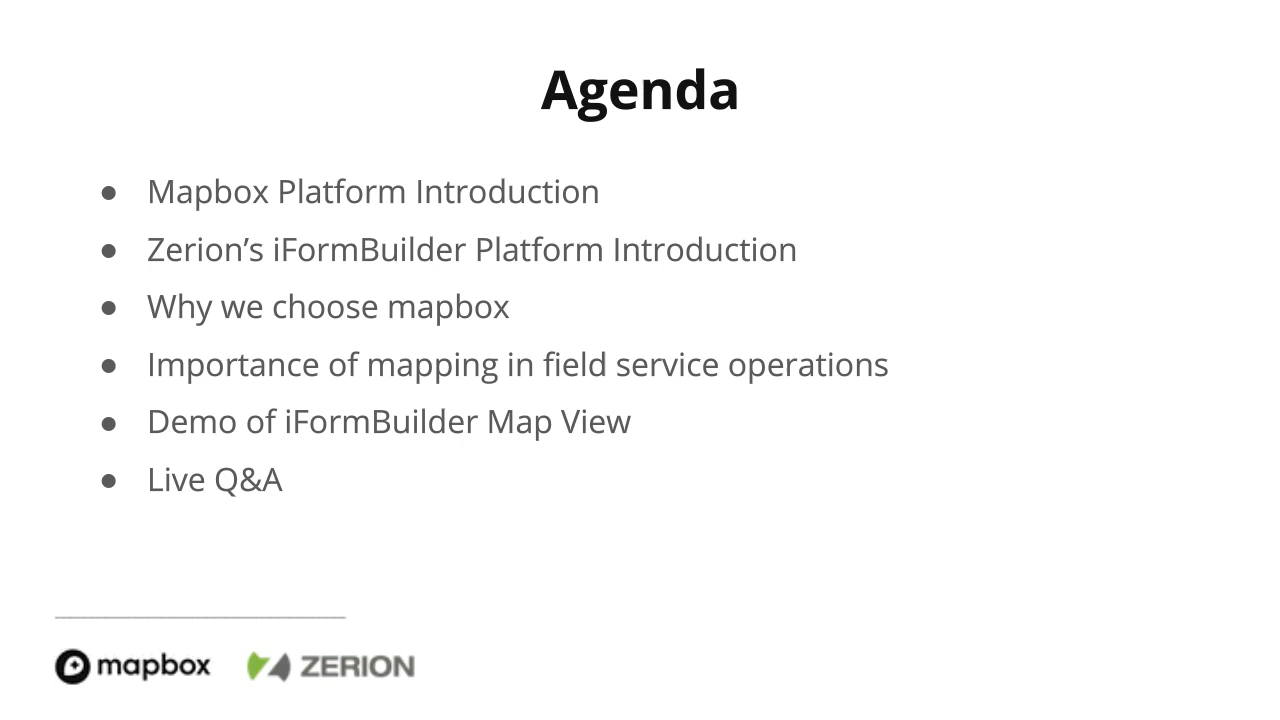 Agenda
● Mapbox Platform Introduction
● Zerion’s iFormBuilder Platform Introduction
● Why we choose mapbox
● Importance of mapping in field service operations
● Demo of iFormBuilder Map View
● Live Q&A
mapbox ZERION